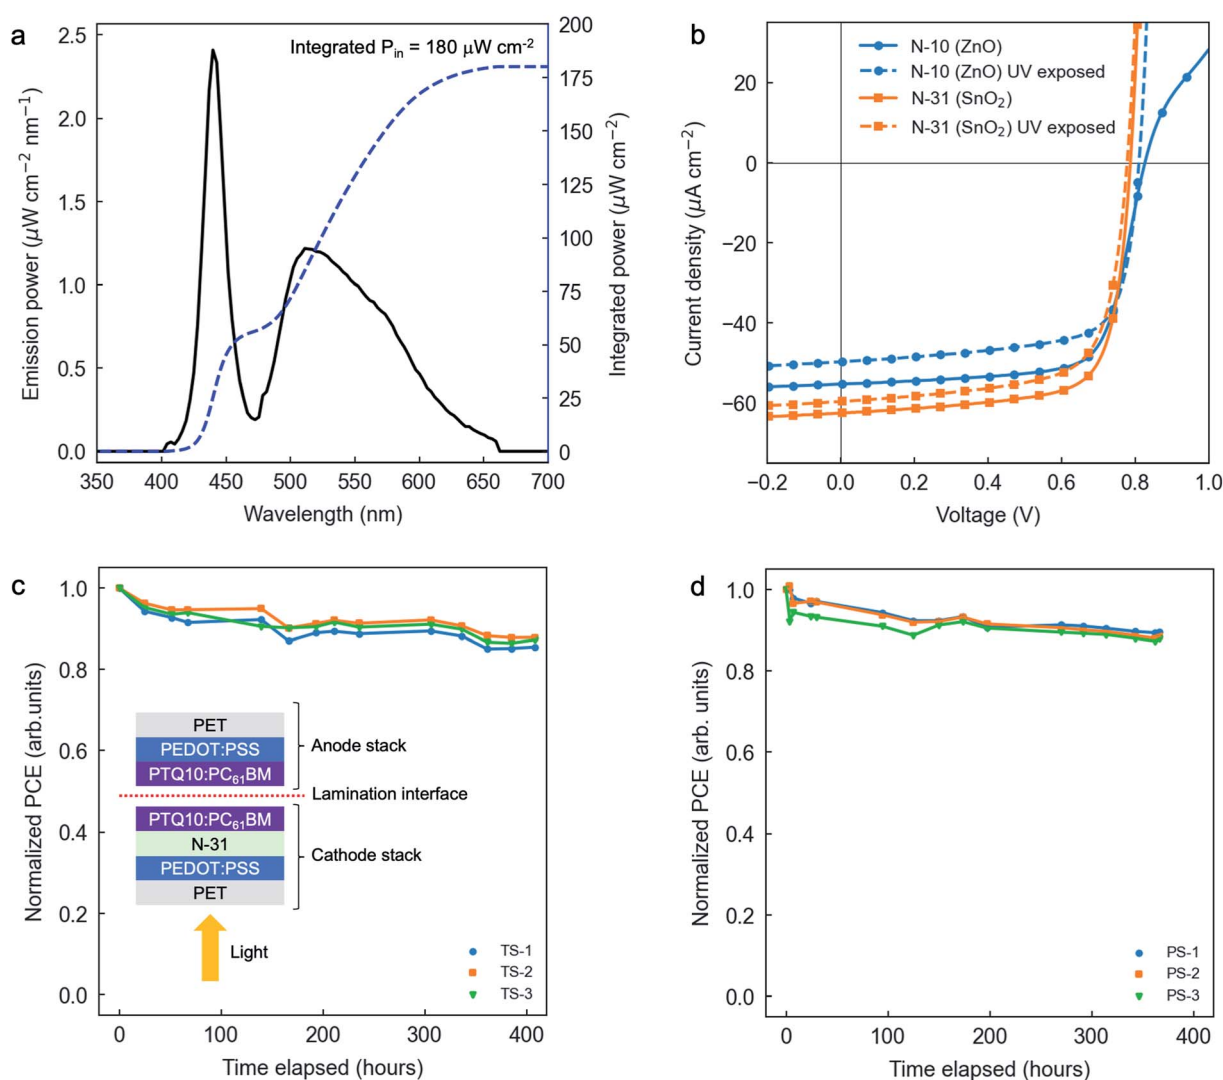 a
Integrated P_in = 180 μW cm⁻²
Emission power (μW cm⁻² nm⁻¹)
2.5
2.0
1.5
1.0
0.5
0.0
200
175
150
125
100
75
50
25
0
Integrated power (μW cm⁻²)
350 400 450 500 550 600 650 700
Wavelength (nm)
b
N-10 (ZnO)
N-10 (ZnO) UV exposed
N-31 (SnO₂)
N-31 (SnO₂) UV exposed
Current density (μA cm⁻²)
20
0
−20
−40
−60
−0.2 0.0 0.2 0.4 0.6 0.8 1.0
Voltage (V)
c
Normalized PCE (arb.units)
1.0
0.8
0.6
0.4
0.2
0.0
PET
PEDOT:PSS
PTQ10:PC₆₁BM
Anode stack
Lamination interface
PTQ10:PC₆₁BM
N-31
PEDOT:PSS
PET
Cathode stack
Light
TS-1
TS-2
TS-3
0 100 200 300 400
Time elapsed (hours)
d
Normalized PCE (arb. units)
1.0
0.8
0.6
0.4
0.2
0.0
PS-1
PS-2
PS-3
0 100 200 300 400
Time elapsed (hours)